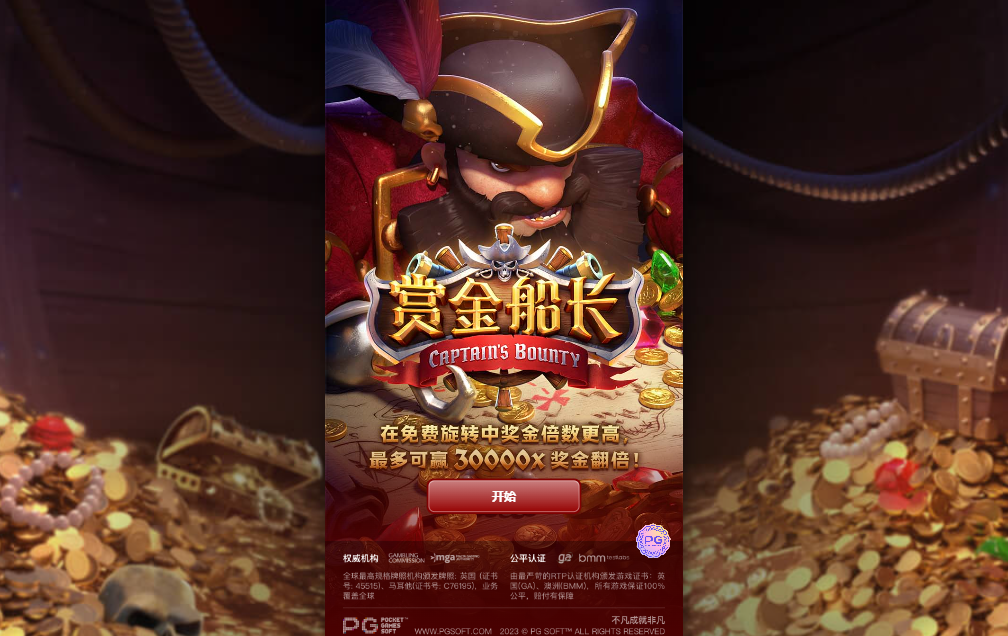 赏金船长
CAPTAIN'S BOUNTY
在免费旋转中奖金倍数更高，
最多可赢 30000x 奖金翻倍！
开始
PG
权威机构 GAMBLING COMMISSION mga
全球最高规格牌照机构颁发牌照: 英国 (证书
号: 45515)、马耳他(证书号: C76195)，业务
覆盖全球
公平认证 ga bmm testlabs
由最严苛的RTP认证机构颁发游戏证书：英
国(GA)、澳洲(BMM)，所有游戏保证100%
公平，赔付有保障
不凡成就非凡
PG POCKET GAMES SOFT WWW.PGSOFT.COM 2023 © PG SOFT™ ALL RIGHTS RESERVED